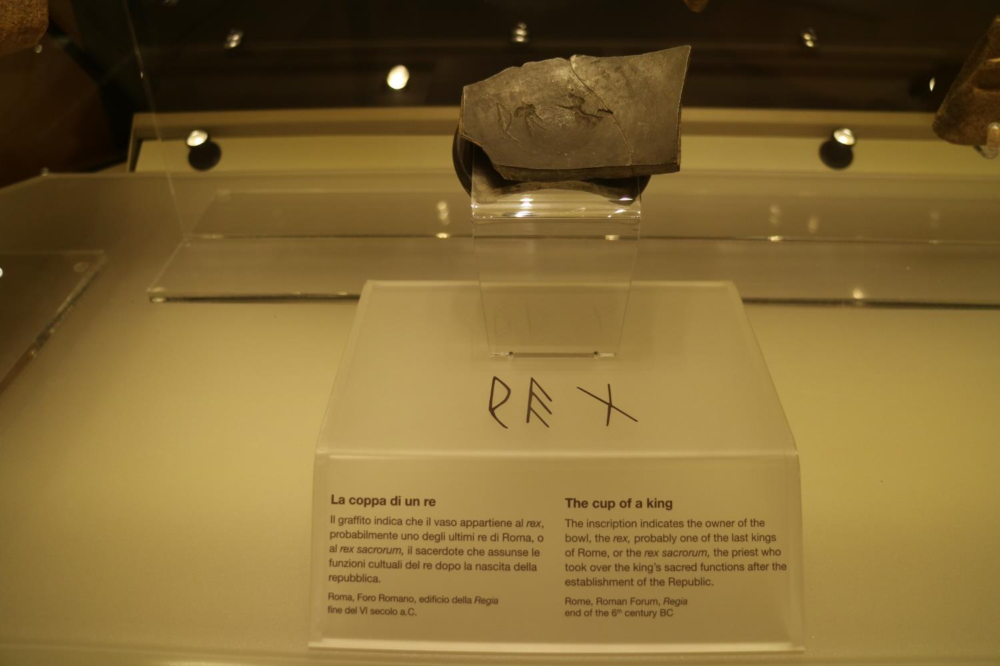 REX
La coppa di un re
Il graffito indica che il vaso appartiene al rex,
probabilmente uno degli ultimi re di Roma, o
al rex sacrorum, il sacerdote che assunse le
funzioni cultuali del re dopo la nascita della
repubblica.
Roma, Foro Romano, edificio della Regia
fine del VI secolo a.C.
The cup of a king
The inscription indicates the owner of the
bowl, the rex, probably one of the last kings
of Rome, or the rex sacrorum, the priest who
took over the king's sacred functions after the
establishment of the Republic.
Rome, Roman Forum, Regia
end of the 6th century BC